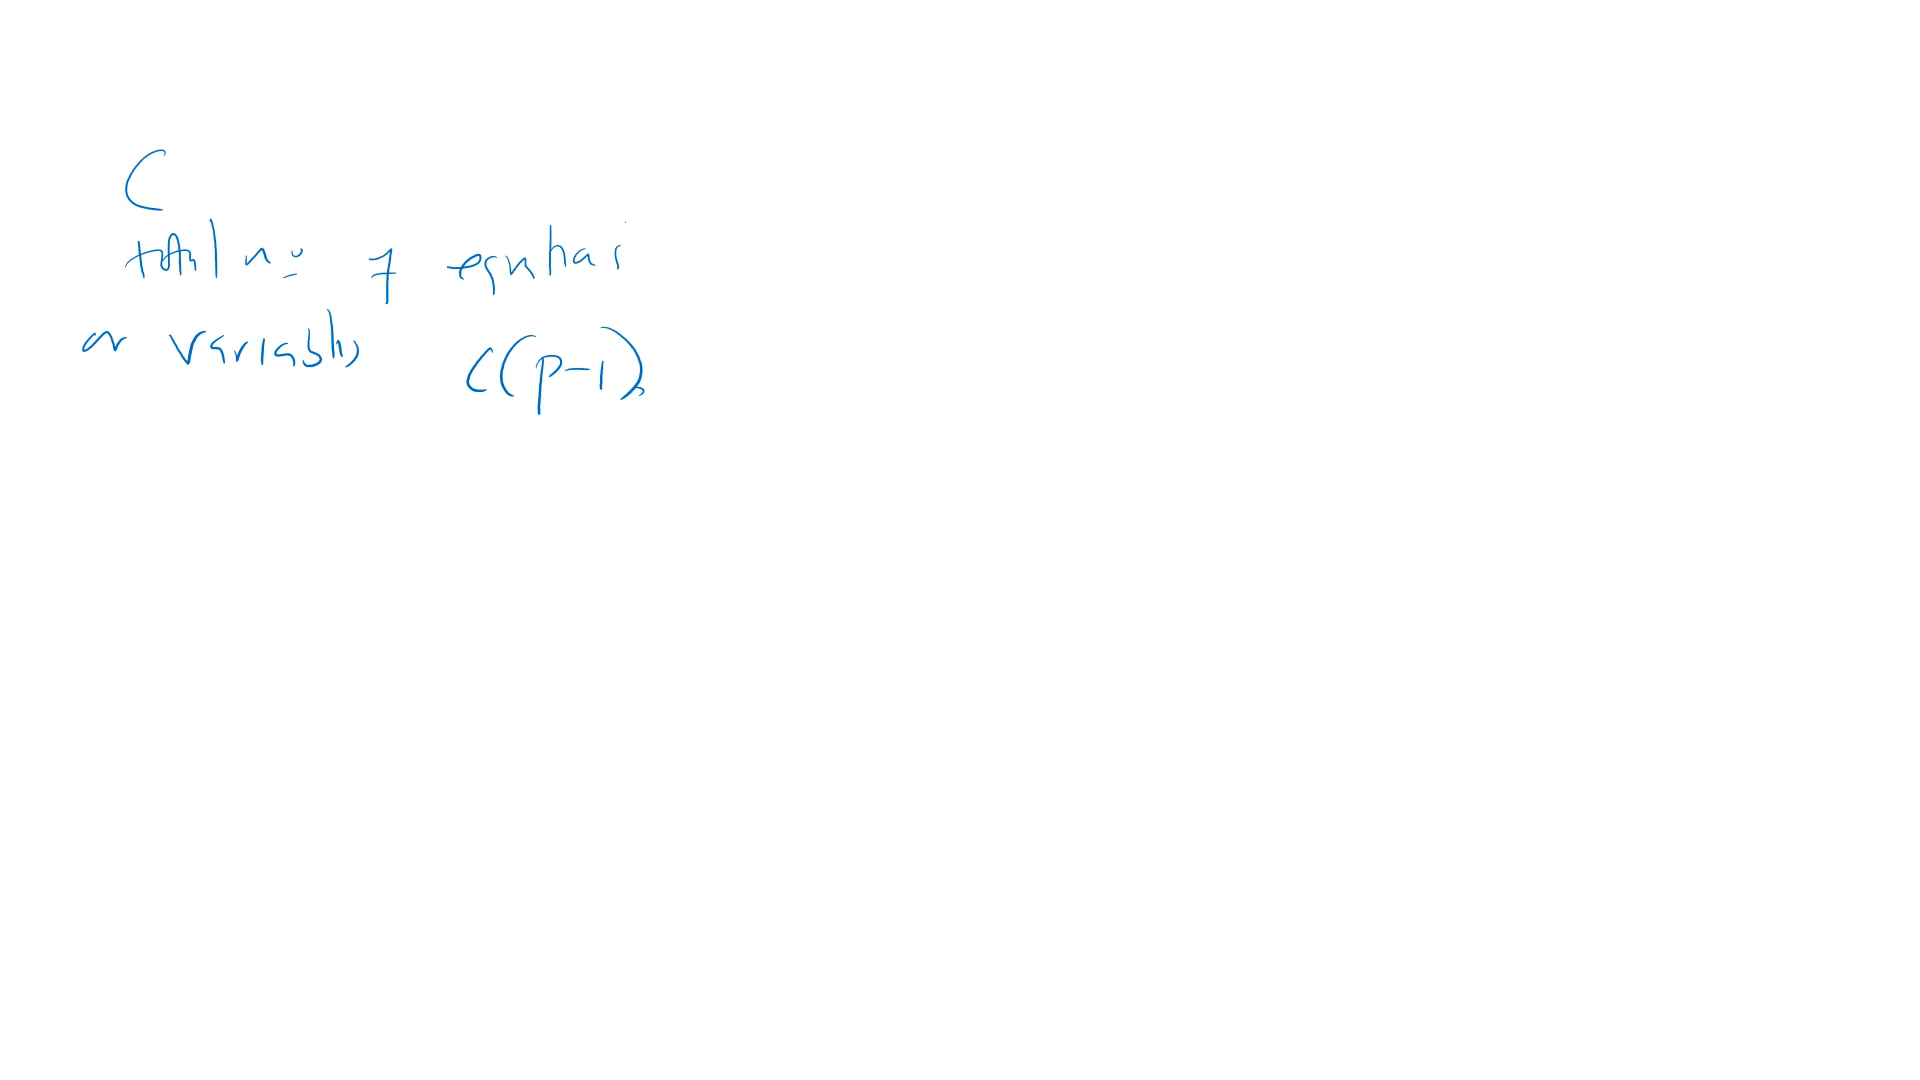 C
total no of equations
or variables C(P-1)